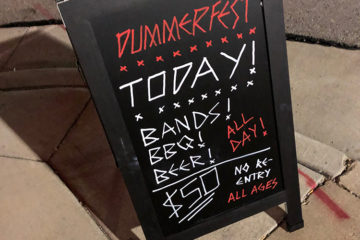 DUMMERFEST
TODAY!
BANDS!
BBQ!
BEER!
ALL
DAY!
$50
NO RE-
ENTRY
ALL AGES